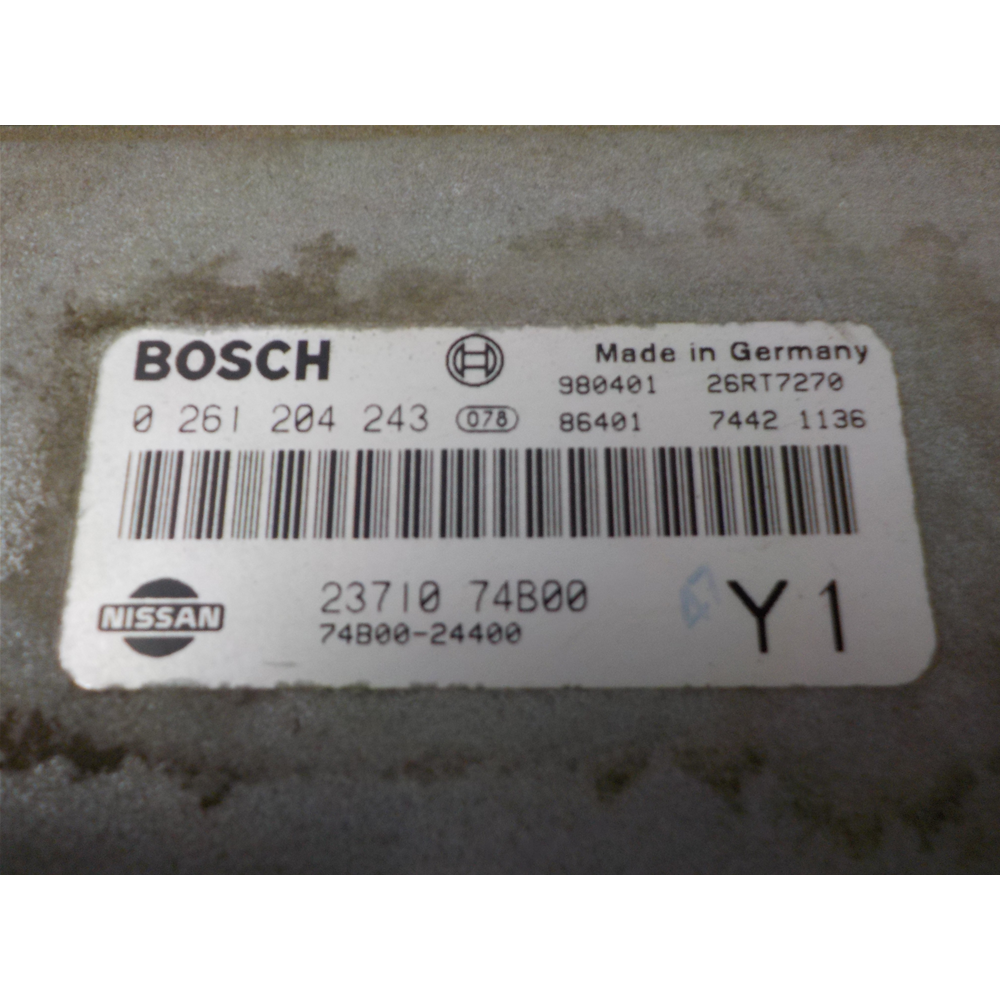 BOSCH Made in Germany
980401 26RT7270
0 261 204 243 078 86401 7442 1136
NISSAN 23710 74B00 Y1
74B00-24400